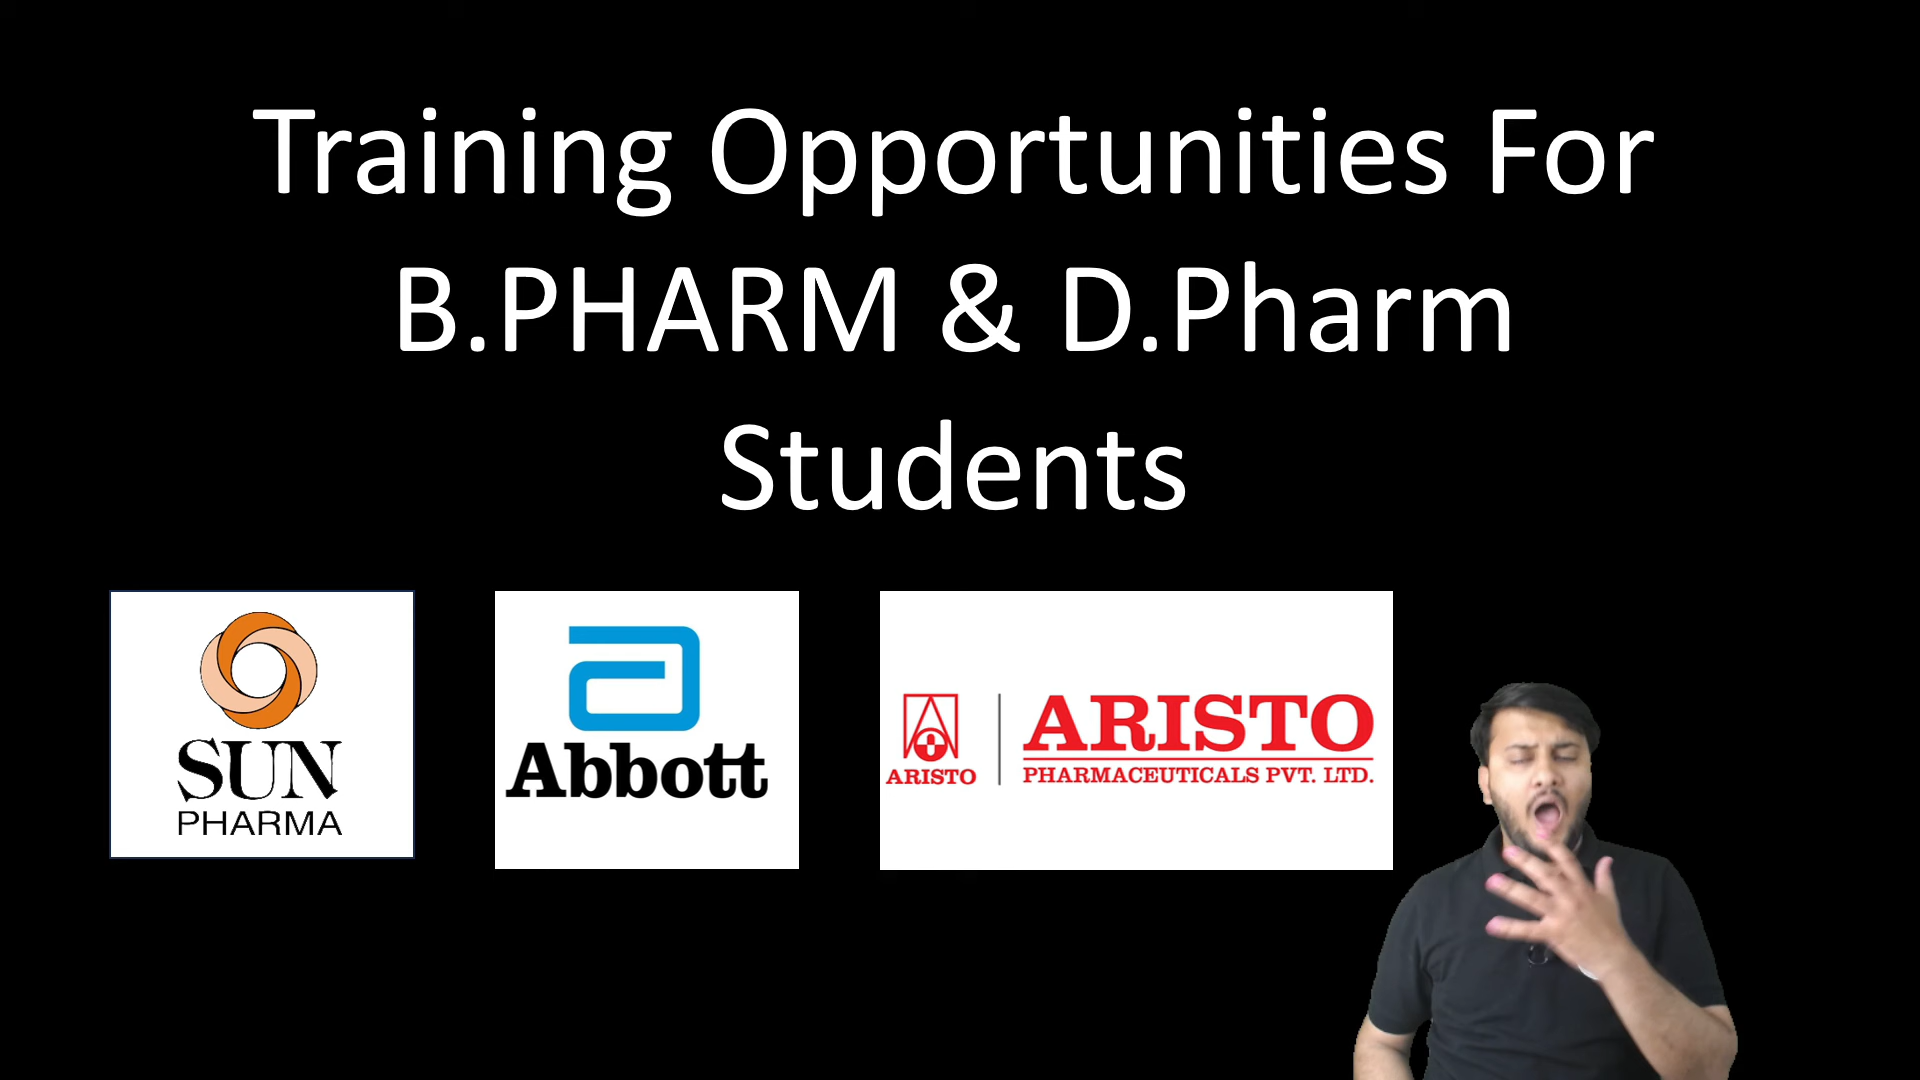 Training Opportunities For
B.PHARM & D.Pharm
Students
SUN
PHARMA
Abbott
ARISTO
ARISTO
PHARMACEUTICALS PVT. LTD.